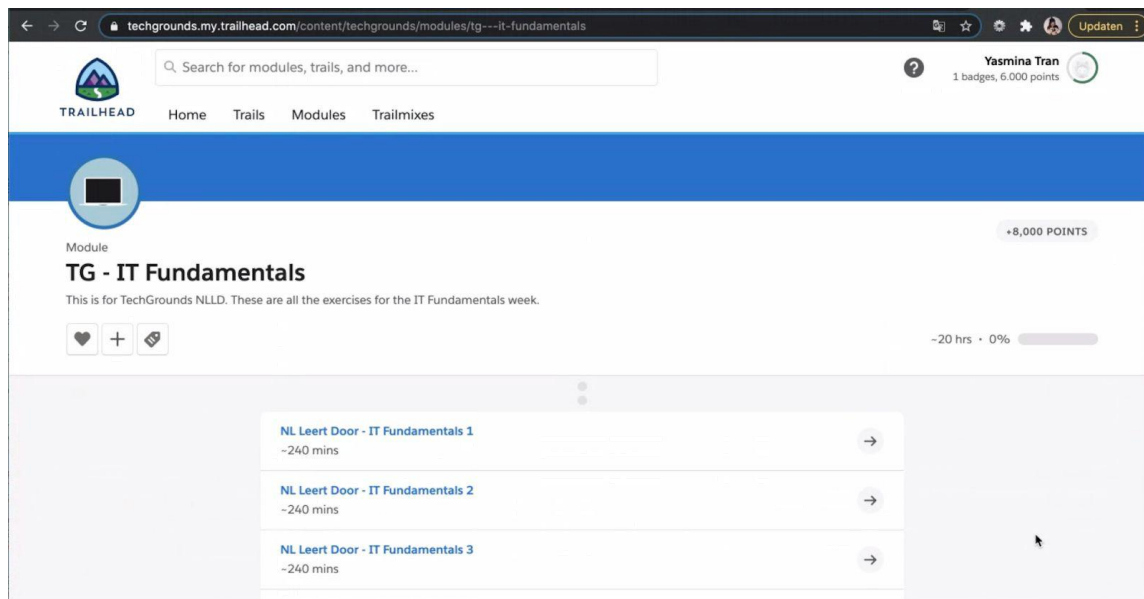 techgrounds.my.trailhead.com/content/techgrounds/modules/tg---it-fundamentals
Updaten
TRAILHEAD
Search for modules, trails, and more...
?
Yasmina Tran
1 badges, 6.000 points
Home Trails Modules Trailmixes
+8,000 POINTS
Module
TG - IT Fundamentals
This is for TechGrounds NLLD. These are all the exercises for the IT Fundamentals week.
~20 hrs • 0%
NL Leert Door - IT Fundamentals 1
~240 mins
NL Leert Door - IT Fundamentals 2
~240 mins
NL Leert Door - IT Fundamentals 3
~240 mins